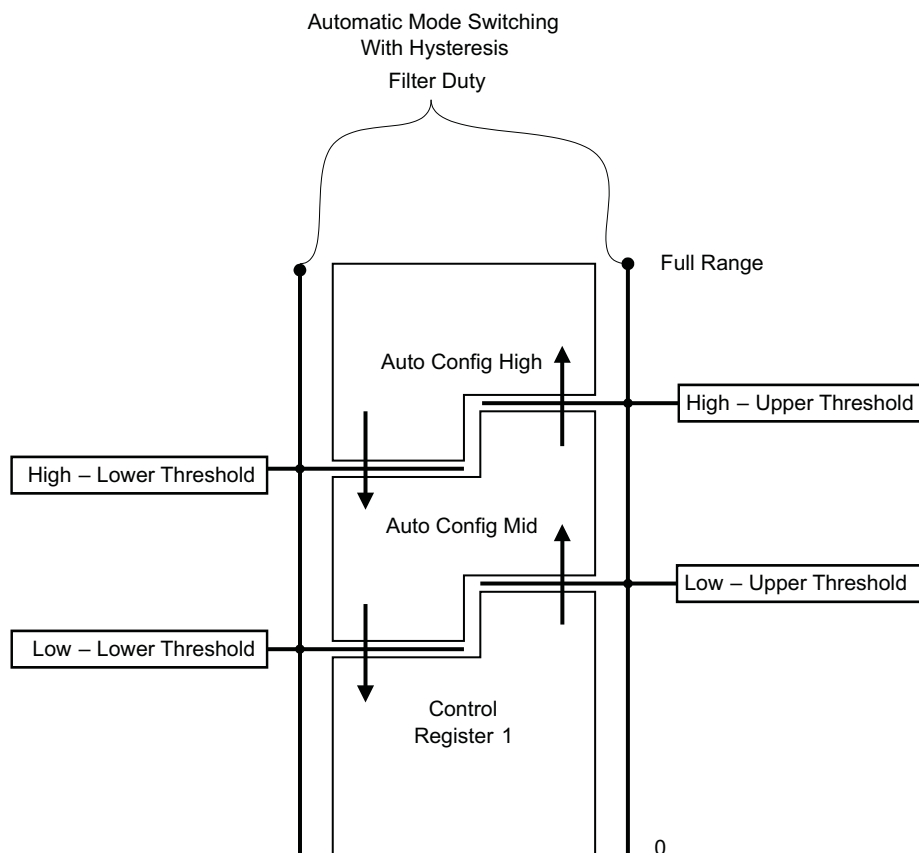 Automatic Mode Switching
With Hysteresis
Filter Duty
Full Range
Auto Config High
High – Upper Threshold
High – Lower Threshold
Auto Config Mid
Low – Upper Threshold
Low – Lower Threshold
Control
Register 1
0